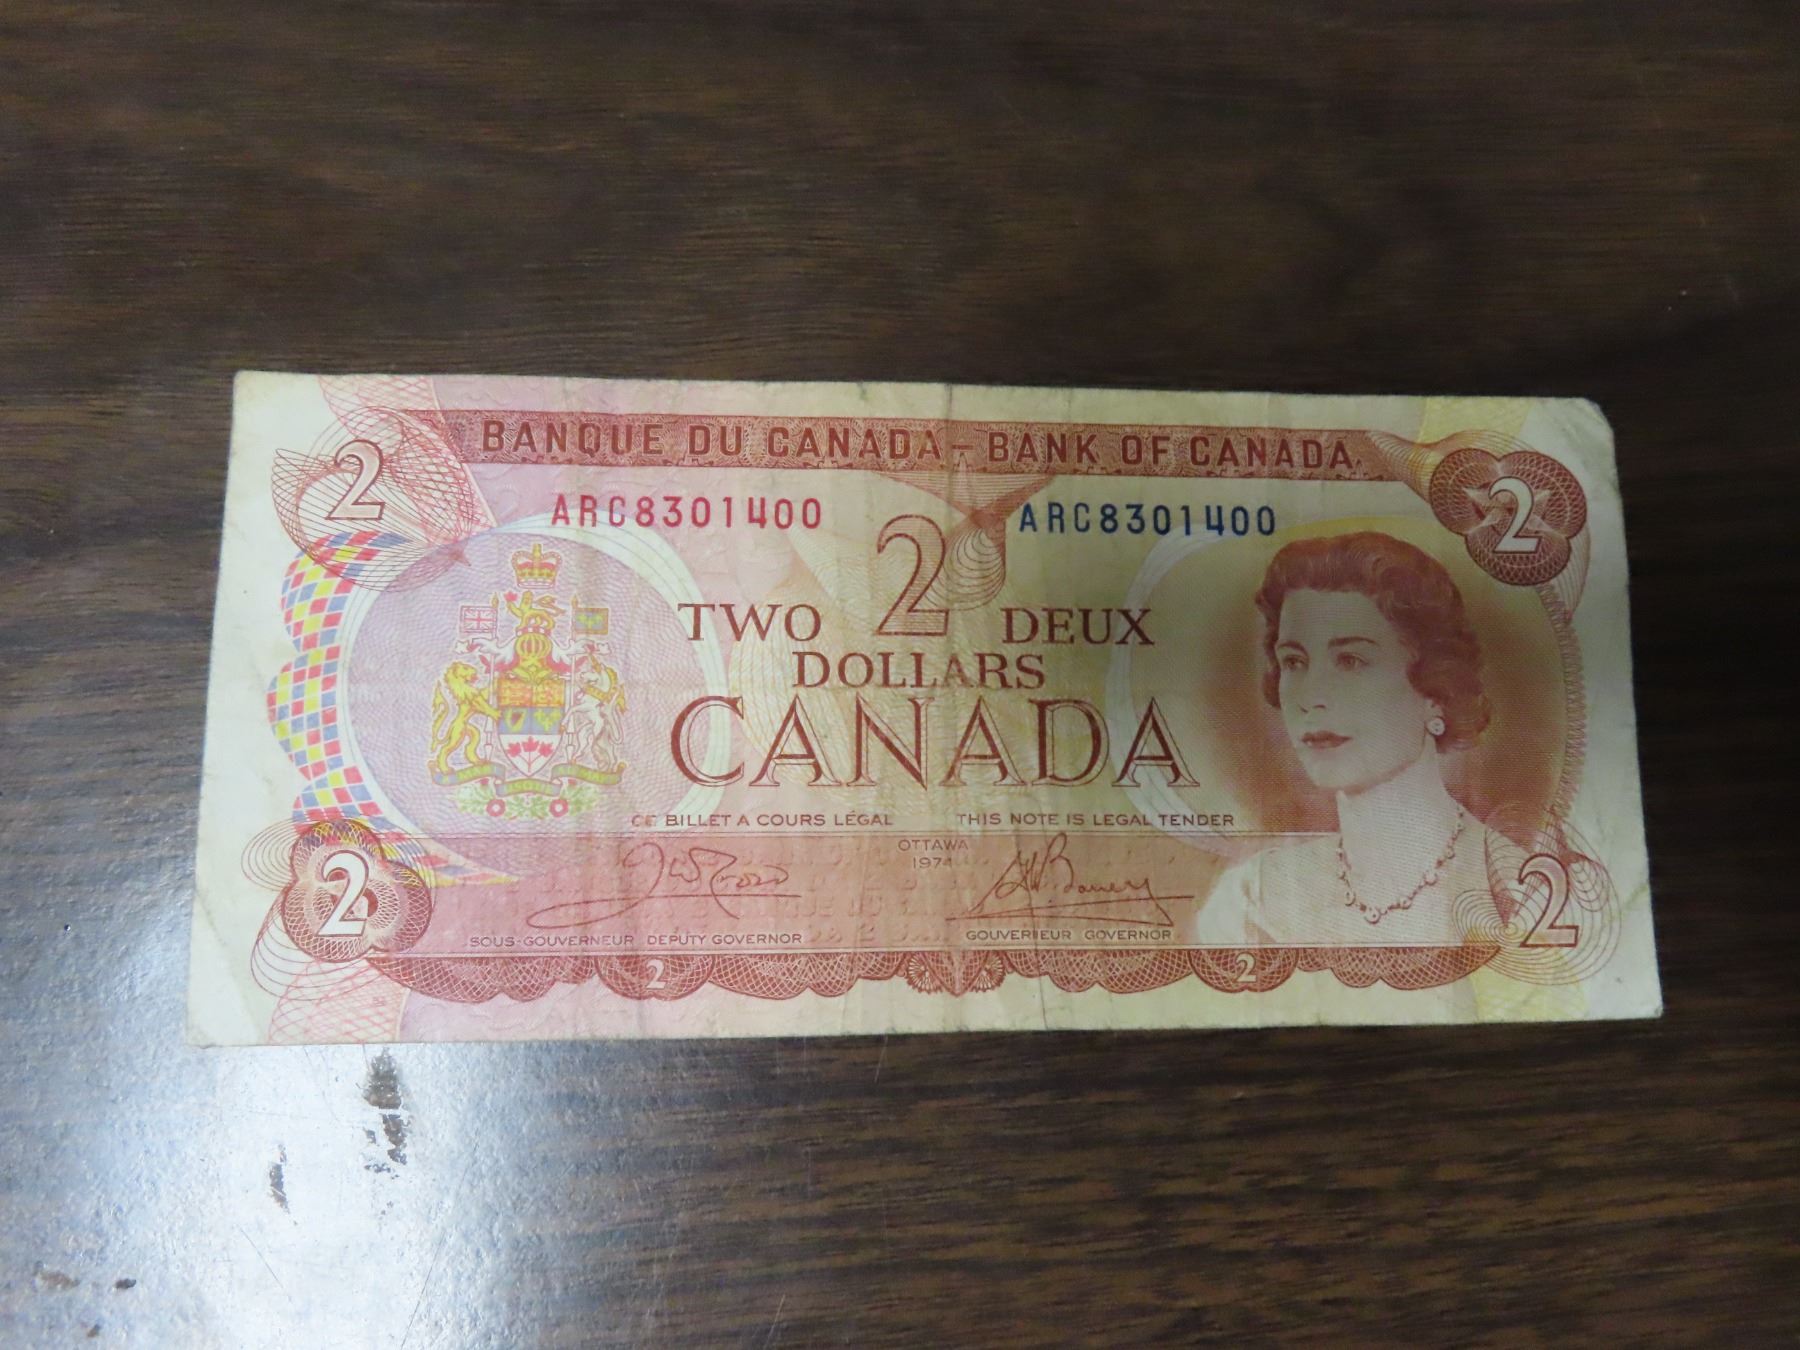 BANQUE DU CANADA – BANK OF CANADA
2
2
ARC8301400 ARC8301400
2
TWO DEUX
DOLLARS
CANADA
CE BILLET A COURS LÉGAL THIS NOTE IS LEGAL TENDER
OTTAWA
1974
2
2
SOUS-GOUVERNEUR DEPUTY GOVERNOR GOUVERNEUR GOVERNOR
2 2